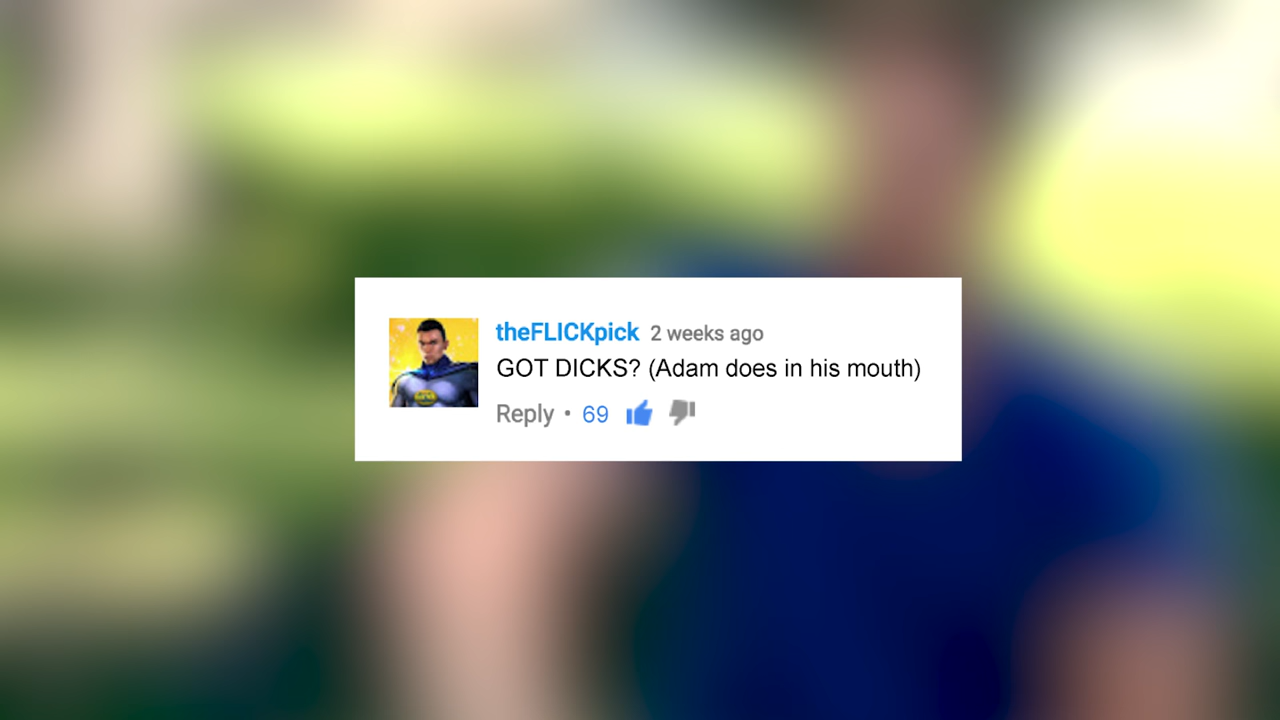 theFLICKpick 2 weeks ago
GOT DICKS? (Adam does in his mouth)
Reply • 69